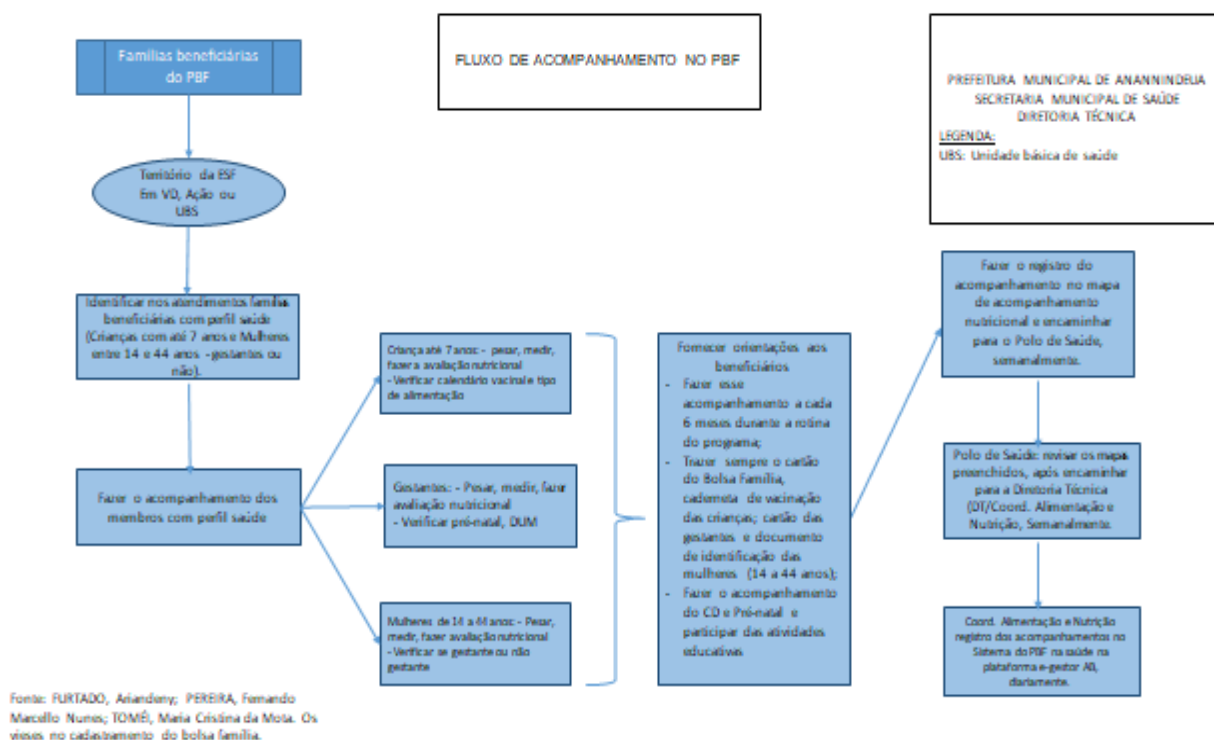 Famílias beneficiárias
do PBF
FLUXO DE ACOMPANHAMENTO NO PBF
PREFEITURA MUNICIPAL DE ANANNINDEUA
SECRETARIA MUNICIPAL DE SAÚDE
DIRETORIA TÉCNICA
LEGENDA:
UBS: Unidade básica de saúde
Território da ESF
Em VD, Ação ou
UBS
Identificar nos atendimentos famílias
beneficiárias com perfil saúde
(Crianças com até 7 anos e Mulheres
entre 14 e 44 anos -gestantes ou
não).
Fazer o acompanhamento dos
membros com perfil saúde
Criança até 7 anos: - pesar, medir,
fazer a avaliação nutricional
- Verificar calendário vacinal e tipo
de alimentação
Gestantes: - Pesar, medir, fazer
avaliação nutricional
- Verificar pré-natal, DUM
Mulheres de 14 a 44 anos: - Pesar,
medir, fazer avaliação nutricional
- Verificar se gestante ou não
gestante
Fornecer orientações aos
beneficiários
- Fazer esse
acompanhamento a cada
6 meses durante a rotina
do programa;
- Trazer sempre o cartão
do Bolsa Família,
caderneta de vacinação
das crianças; cartão das
gestantes e documento
de identificação das
mulheres (14 a 44 anos);
- Fazer o acompanhamento
do CD e Pré-natal e
participar das atividades
educativas
Fazer o registro do
acompanhamento no mapa
de acompanhamento
nutricional e encaminhar
para o Polo de Saúde,
semanalmente.
Polo de Saúde: revisar os mapas
preenchidos, após encaminhar
para a Diretoria Técnica
(DT/Coord. Alimentação e
Nutrição, Semanalmente.
Coord. Alimentação e Nutrição
registro dos acompanhamentos no
Sistema do PBF na saúde na
plataforma e-gestor AB,
diariamente.
Fonte: FURTADO, Ariandeny; PEREIRA, Fernando
Marcello Nunes; TOMÉI, Maria Cristina da Mota. Os
vieses no cadastramento do bolsa família.